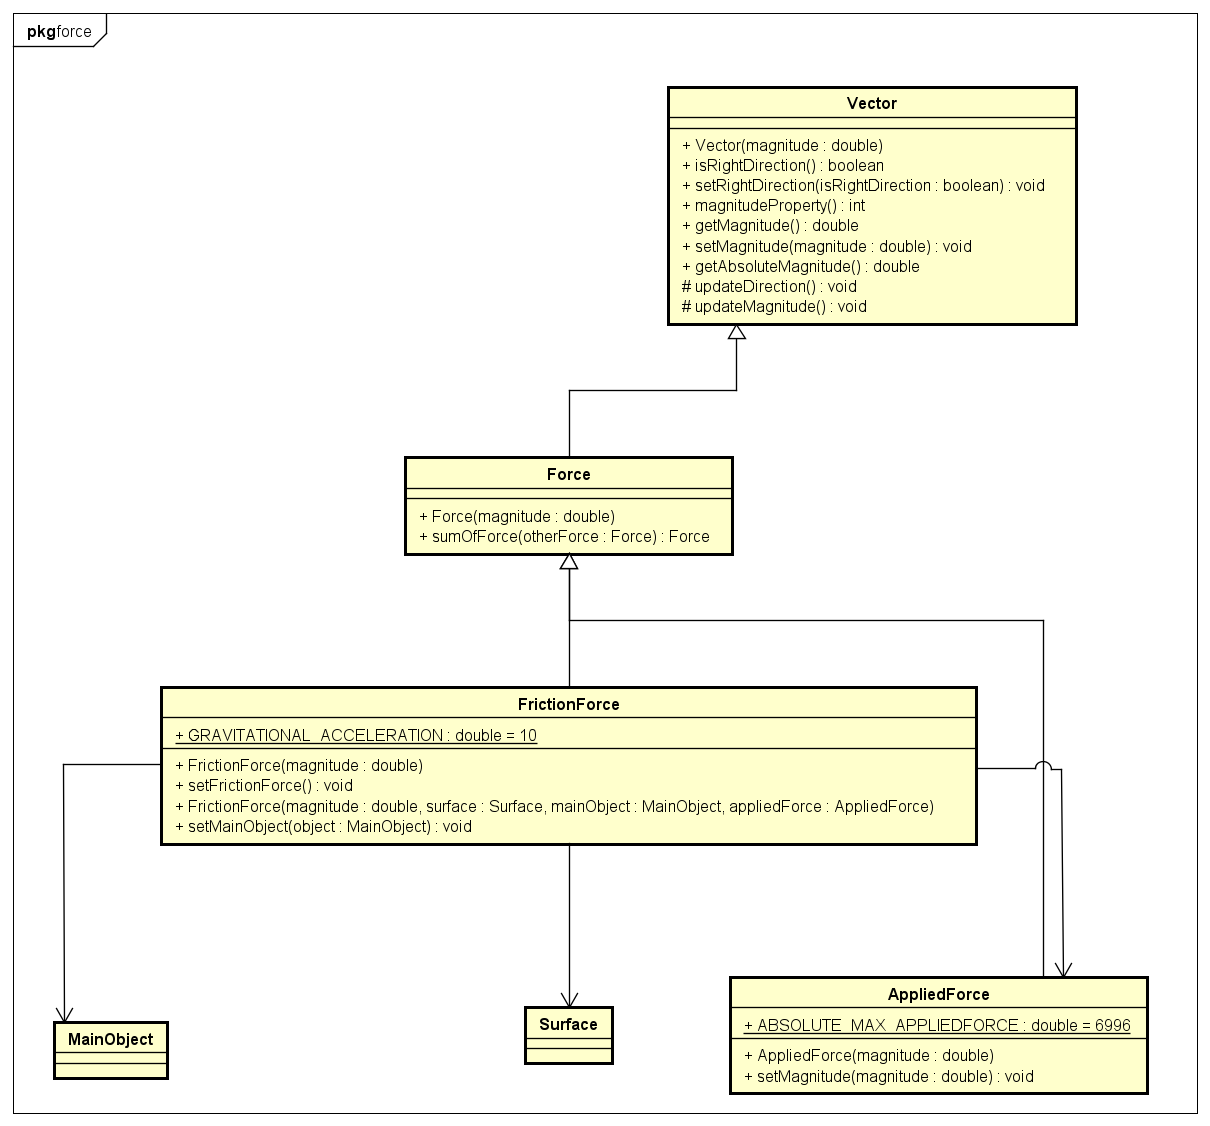 pkg force
Vector
+ Vector(magnitude : double)
+ isRightDirection() : boolean
+ setRightDirection(isRightDirection : boolean) : void
+ magnitudeProperty() : int
+ getMagnitude() : double
+ setMagnitude(magnitude : double) : void
+ getAbsoluteMagnitude() : double
# updateDirection() : void
# updateMagnitude() : void
Force
+ Force(magnitude : double)
+ sumOfForce(otherForce : Force) : Force
FrictionForce
+ GRAVITATIONAL_ACCELERATION : double = 10
+ FrictionForce(magnitude : double)
+ setFrictionForce() : void
+ FrictionForce(magnitude : double, surface : Surface, mainObject : MainObject, appliedForce : AppliedForce)
+ setMainObject(object : MainObject) : void
MainObject
Surface
AppliedForce
+ ABSOLUTE_MAX_APPLIEDFORCE : double = 6996
+ AppliedForce(magnitude : double)
+ setMagnitude(magnitude : double) : void